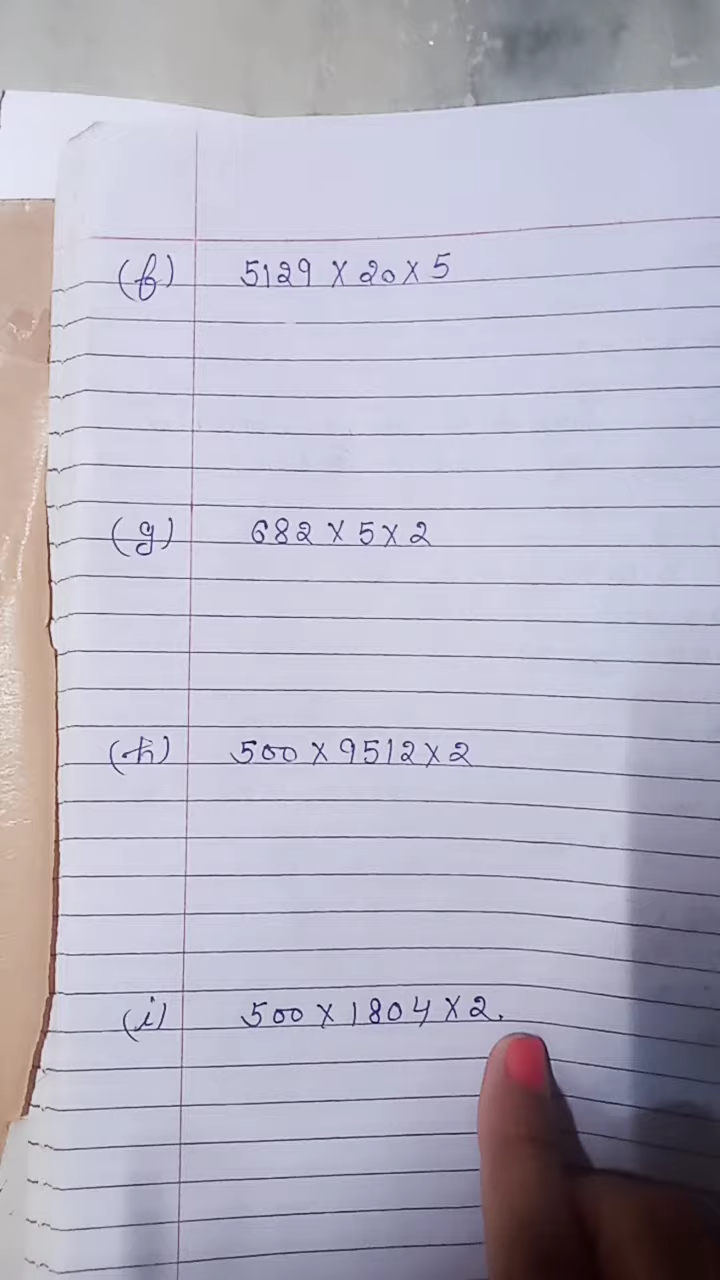 (f) 5129 × 20 × 5
(g) 682 × 5 × 2
(h) 500 × 9512 × 2
(i) 500 × 1804 × 2.